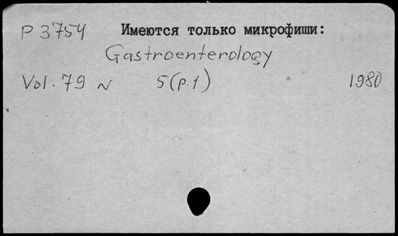 P 3754 Имеются только микрофиши:
Gastroenterology
Vol. 79 N 5(p.1) 1980